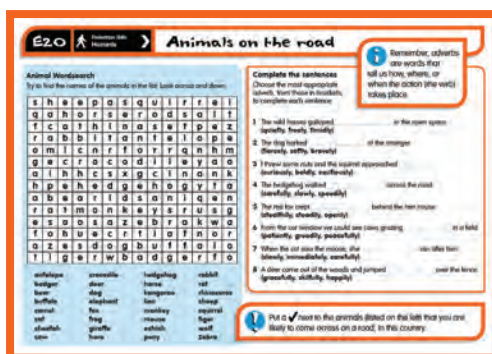 E20
Pedestrian Skills
Hazards
Animals on the road
Remember, adverbs
are words that
tell us how, where, or
when the action (the verb)
takes place
Animal Wordsearch
Try to find the names of the animals in the list. Look across and down.
s h e e p a s q u i r r e l
q a h o r s e r o d s a l t
f c a t h i n a s e t p e z
r a b b i t a n t e l o p e
o m i c n r f o r r q n h m
g e c r o c o d i l e y a a
h p e h e d g e h o g y t a
t i g e r w b a d g e r f o
antelope crocodile hedgehog rabbit
badger deer horse rat
bear dog kangaroo rhinoceros
buffalo elephant lion sheep
camel fox monkey squirrel
cat frog mouse tiger
cheetah giraffe ostrich wolf
cow hare pony zebra
Complete the sentences
Choose the most appropriate
adverb, from those in brackets,
to complete each sentence
1 The wild horses galloped in the open space
(quietly, freely, timidly)
2 The dog barked at the stranger
(fiercely, softly, bravely)
3 I threw some nuts and the squirrel approached
(curiously, boldly, cautiously)
4 The hedgehog walked across the road
(carefully, slowly, speedily)
5 The red fox crept behind the hen house
(stealthily, steadily, openly)
6 From the car window we could see cows grazing in a field
(patiently, greedily, peacefully)
7 When the cat saw the mouse, she ran after him
(slowly, immediately, carefully)
8 A deer came out of the woods and jumped over the fence
(gracefully, skilfully, happily)
Put a ✓ next to the animals (listed on the left) that you are
likely to come across on a road, in this country.